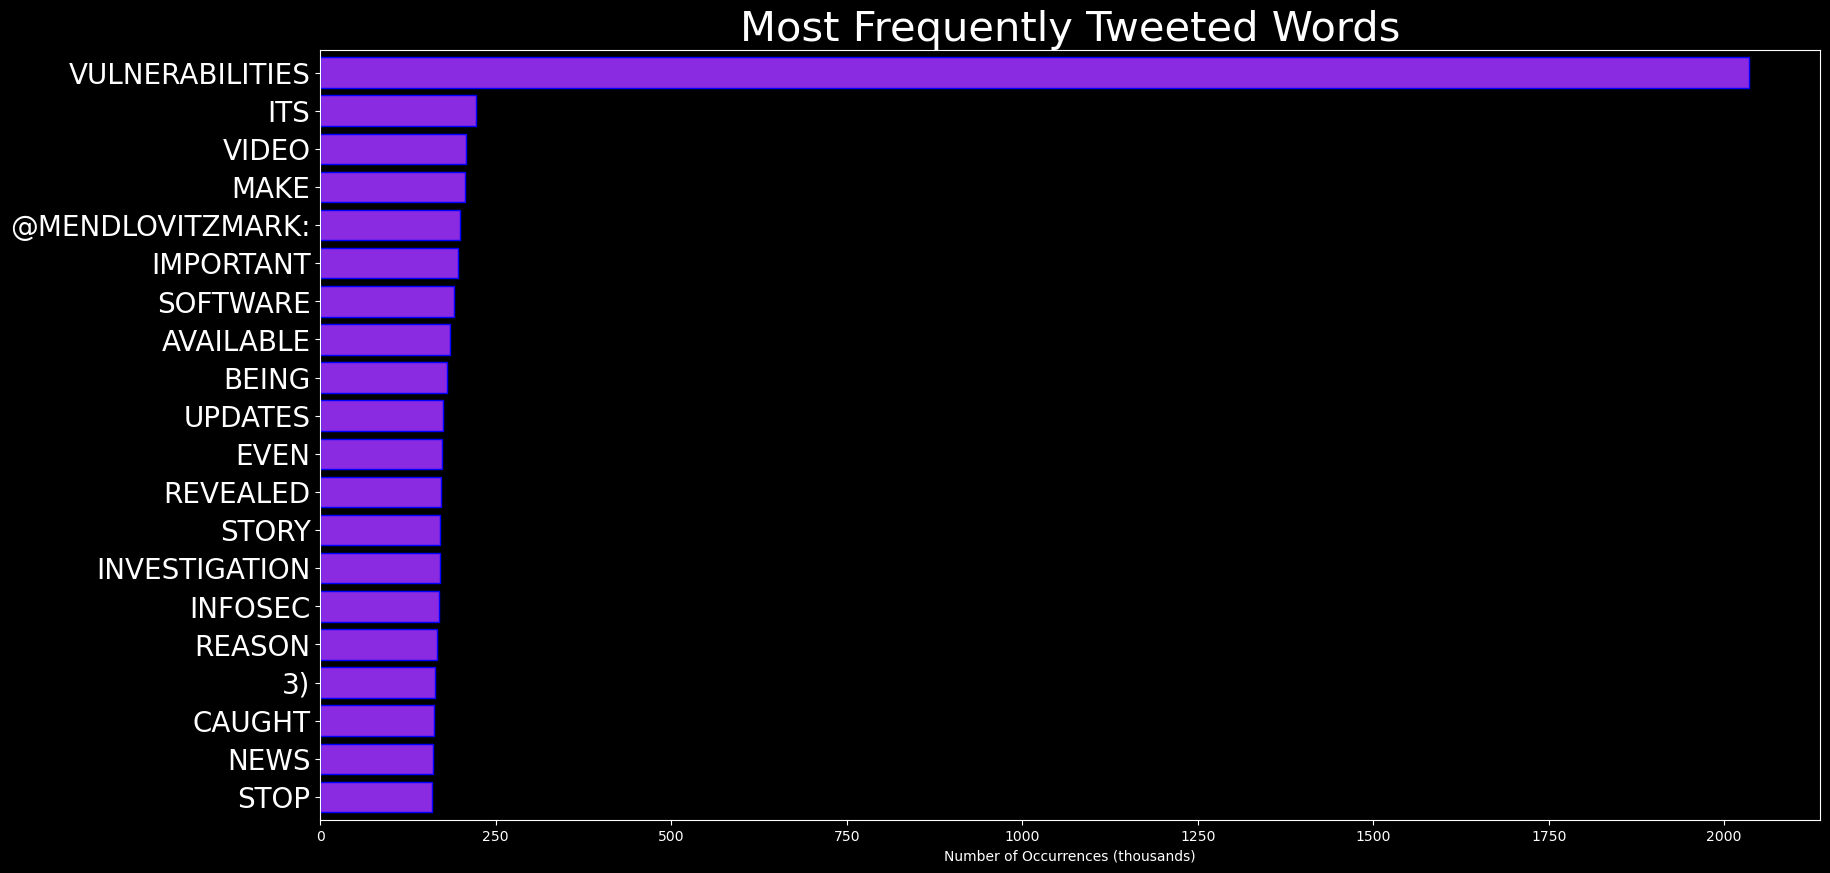 Most Frequently Tweeted Words
VULNERABILITIES
ITS
VIDEO
MAKE
@MENDLOVITZMARK:
IMPORTANT
SOFTWARE
AVAILABLE
BEING
UPDATES
EVEN
REVEALED
STORY
INVESTIGATION
INFOSEC
REASON
3)
CAUGHT
NEWS
STOP
0 250 500 750 1000 1250 1500 1750 2000
Number of Occurrences (thousands)